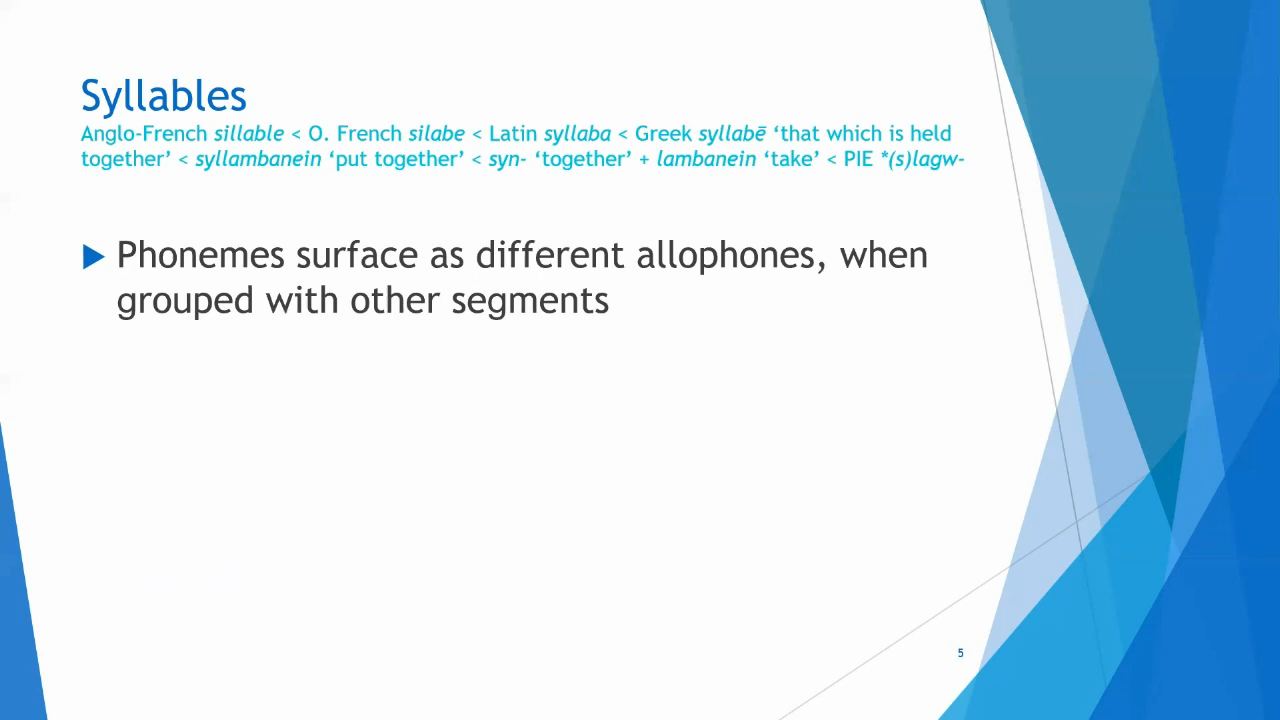 Syllables
Anglo-French sillable < O. French silabe < Latin syllaba < Greek syllabē ‘that which is held
together’ < syllambanein ‘put together’ < syn- ‘together’ + lambanein ‘take’ < PIE *(s)lagw-
Phonemes surface as different allophones, when
grouped with other segments
5